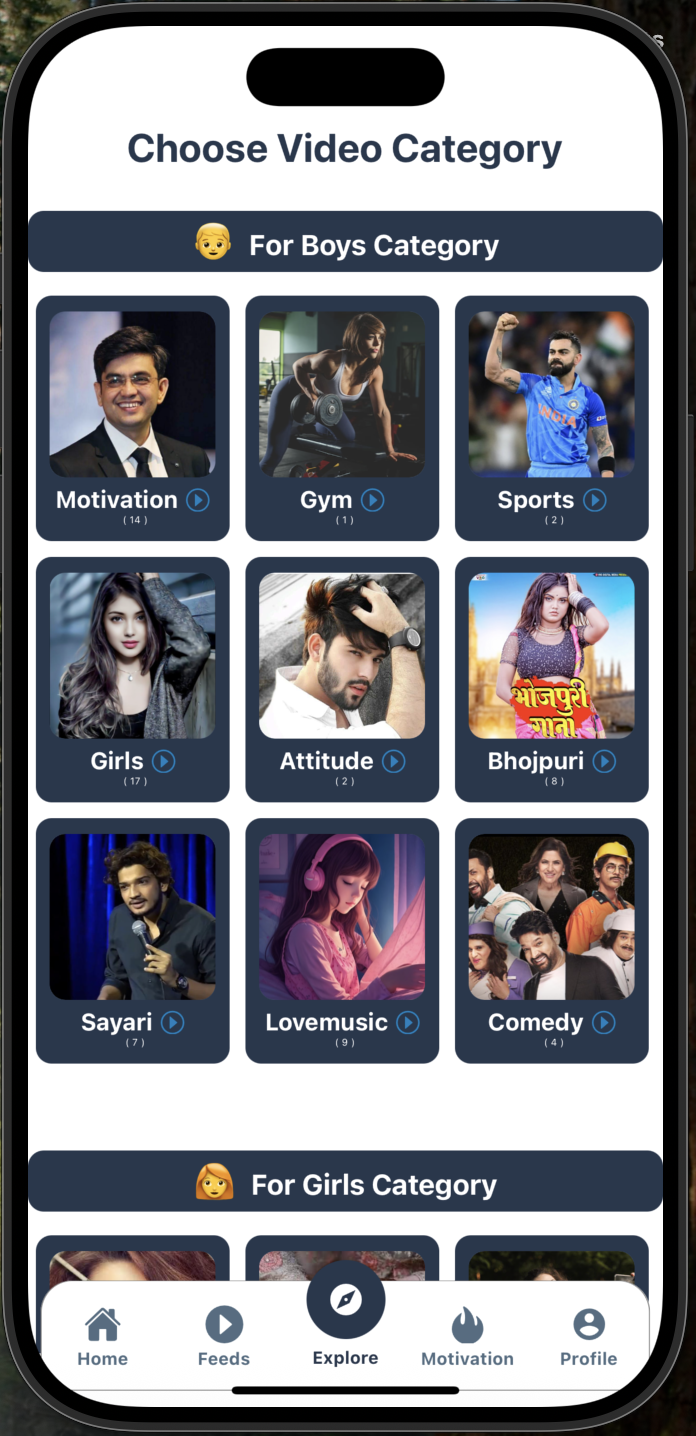 s
Choose Video Category
For Boys Category
Motivation
( 14 )
Gym
( 1 )
INDIA
Sports
( 2 )
Girls
( 17 )
Attitude
( 2 )
भोजपुरी
गाना
Bhojpuri
( 8 )
Sayari
( 7 )
Lovemusic
( 9 )
Comedy
( 4 )
For Girls Category
Home
Feeds
Explore
Motivation
Profile